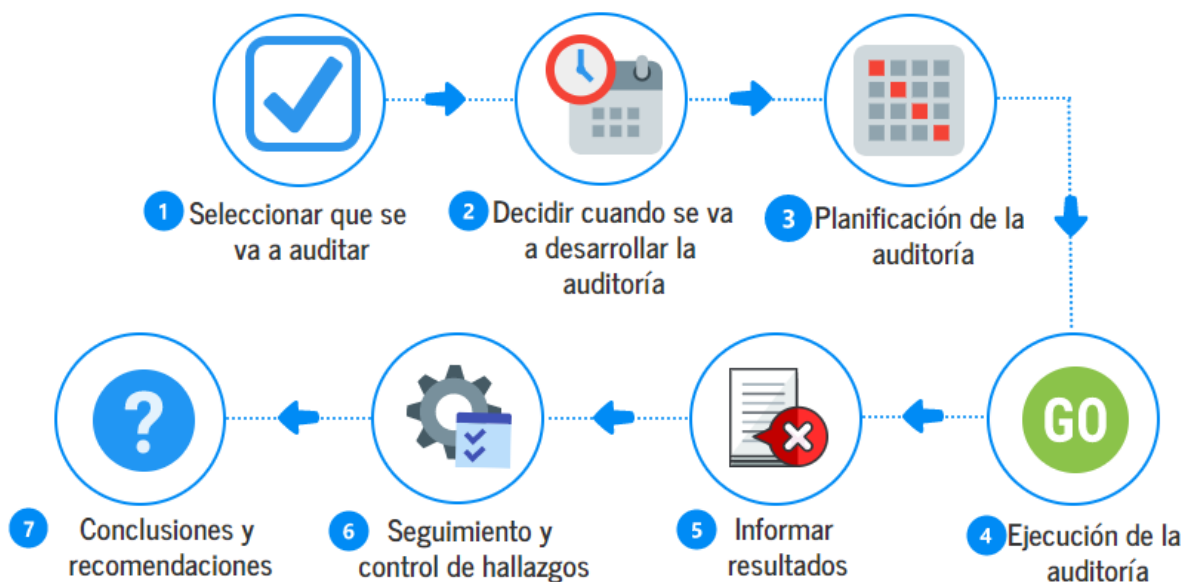 1 Seleccionar que se
va a auditar
2 Decidir cuando se va
a desarrollar la
auditoría
3 Planificación de la
auditoría
GO
4 Ejecución de la
auditoría
5 Informar
resultados
6 Seguimiento y
control de hallazgos
?
7 Conclusiones y
recomendaciones